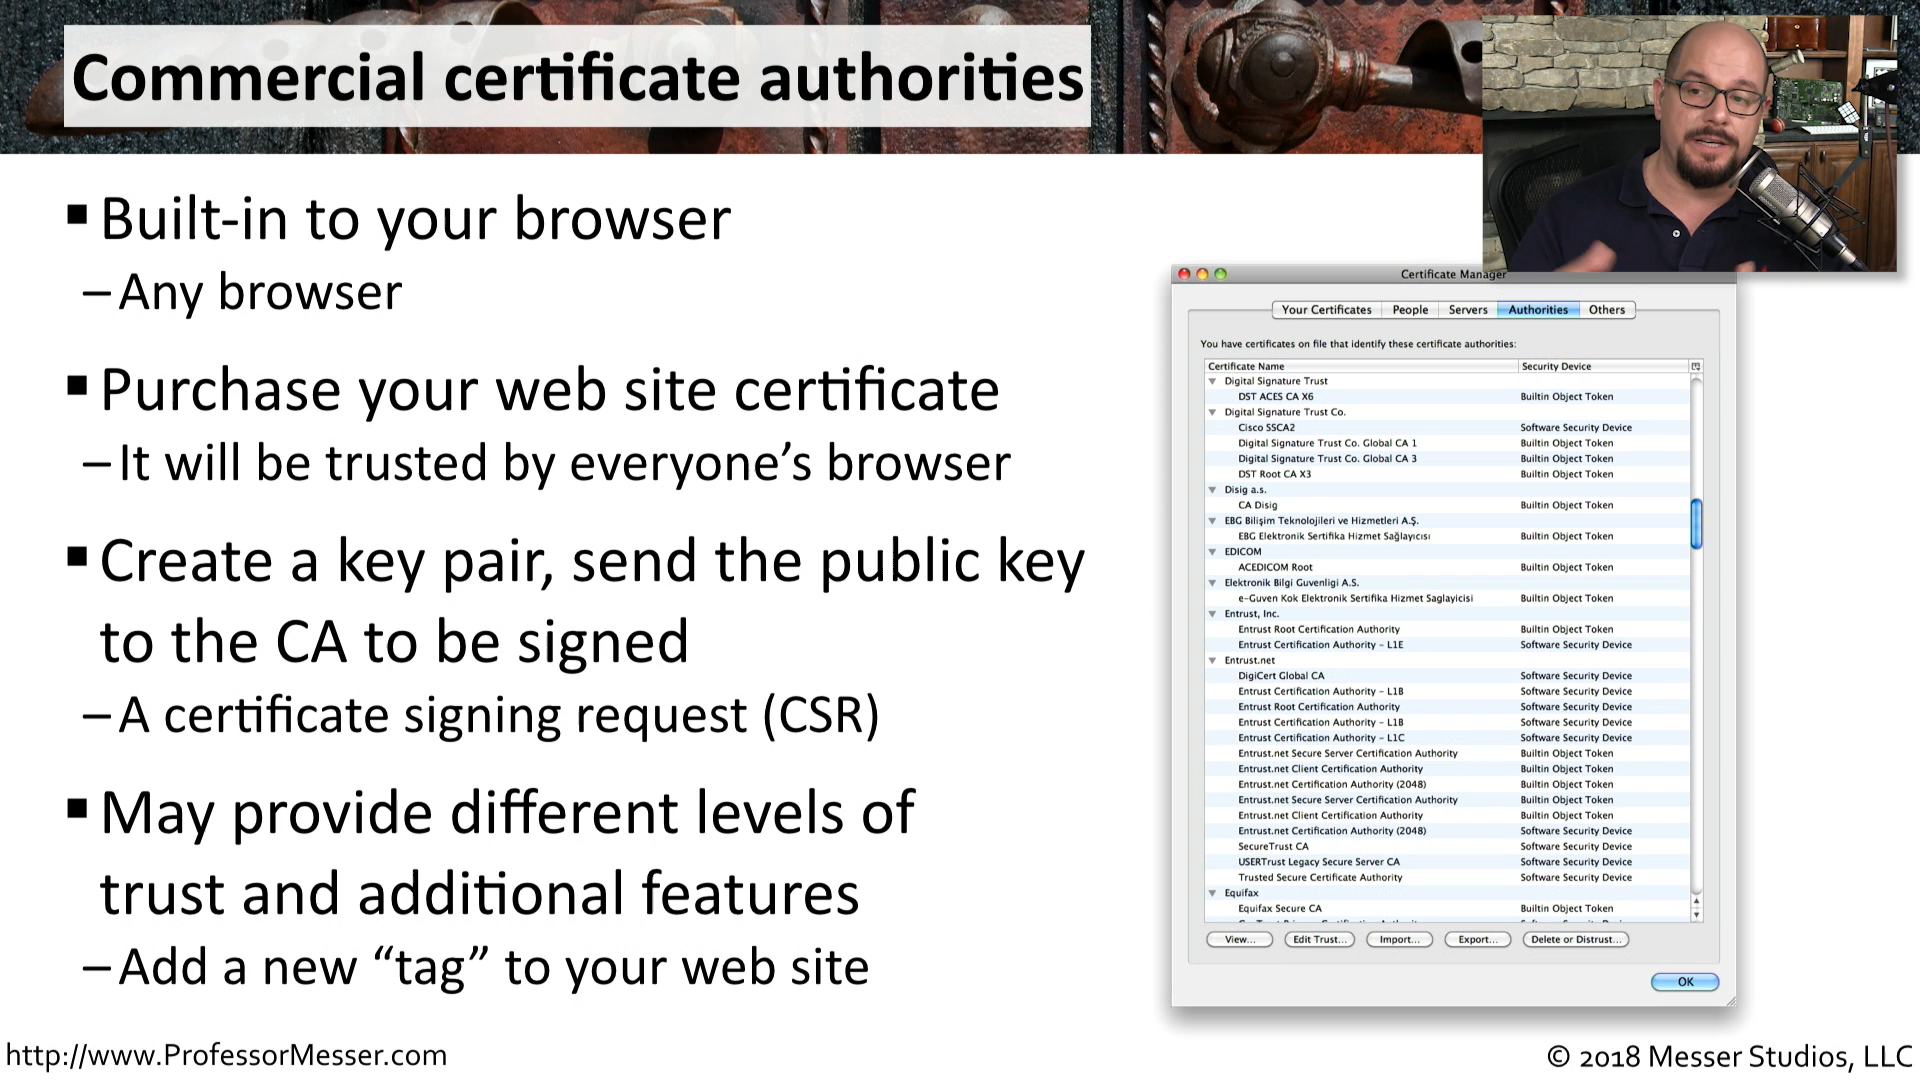 Commercial certificate authorities
▪ Built-in to your browser
– Any browser
▪ Purchase your web site certificate
– It will be trusted by everyone’s browser
▪ Create a key pair, send the public key
to the CA to be signed
– A certificate signing request (CSR)
▪ May provide different levels of
trust and additional features
– Add a new “tag” to your web site
Certificate Manager
Your Certificates People Servers Authorities Others
You have certificates on file that identify these certificate authorities:
Certificate Name Security Device
Digital Signature Trust
DST ACES CA X6 Builtin Object Token
Digital Signature Trust Co.
Cisco SSCA2 Software Security Device
Digital Signature Trust Co. Global CA 1 Builtin Object Token
Digital Signature Trust Co. Global CA 3 Builtin Object Token
DST Root CA X3 Builtin Object Token
Disig a.s.
CA Disig Builtin Object Token
EBG Bilişim Teknolojileri ve Hizmetleri A.Ş.
EBG Elektronik Sertifika Hizmet Sağlayıcısı Builtin Object Token
EDICOM
ACEDICOM Root Builtin Object Token
Elektronik Bilgi Guvenligi A.S.
e-Guven Kok Elektronik Sertifika Hizmet Saglayicisi Builtin Object Token
Entrust, Inc.
Entrust Root Certification Authority Builtin Object Token
Entrust Certification Authority - L1E Software Security Device
Entrust.net
DigiCert Global CA Software Security Device
Entrust Certification Authority - L1B Software Security Device
Entrust Root Certification Authority Software Security Device
Entrust Certification Authority - L1B Software Security Device
Entrust Certification Authority - L1C Software Security Device
Entrust.net Secure Server Certification Authority Builtin Object Token
Entrust.net Client Certification Authority Builtin Object Token
Entrust.net Certification Authority (2048) Builtin Object Token
Entrust.net Secure Server Certification Authority Builtin Object Token
Entrust.net Client Certification Authority Builtin Object Token
Entrust.net Certification Authority (2048) Software Security Device
SecureTrust CA Software Security Device
USERTrust Legacy Secure Server CA Software Security Device
Trusted Secure Certificate Authority Software Security Device
Equifax
Equifax Secure CA Builtin Object Token
View... Edit Trust... Import... Export... Delete or Distrust...
OK
http://www.ProfessorMesser.com
© 2018 Messer Studios, LLC